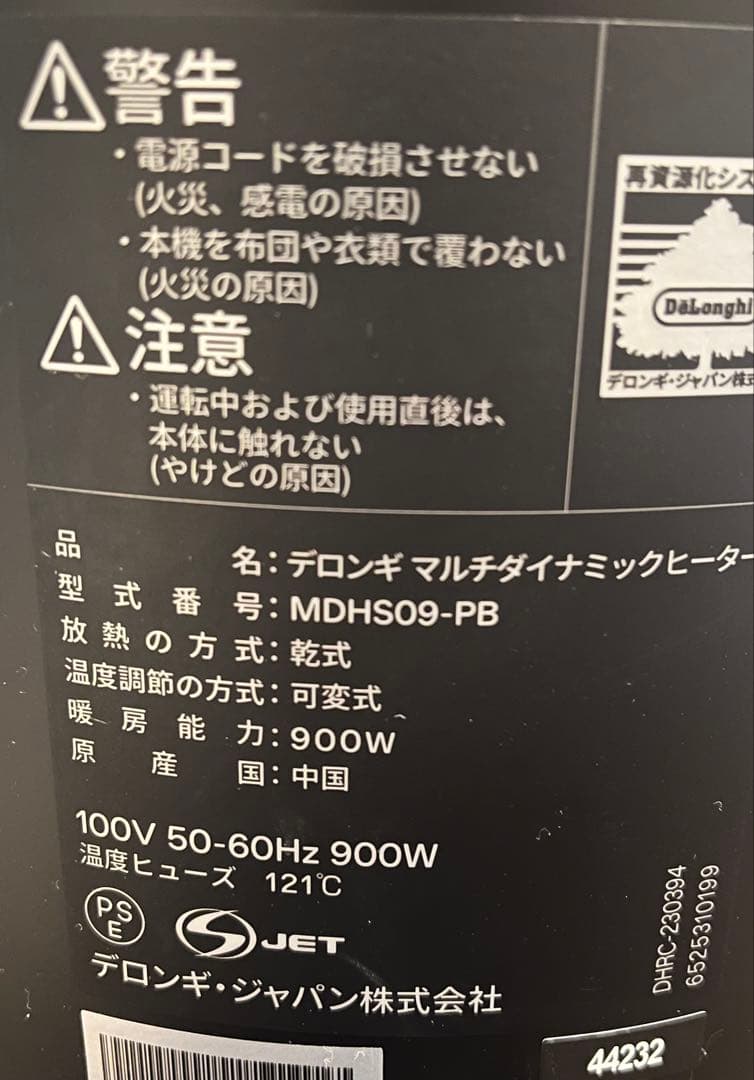 警告
・電源コードを破損させない
(火災、感電の原因)
・本機を布団や衣類で覆わない
(火災の原因)
注意
・運転中および使用直後は、
本体に触れない
(やけどの原因)
再資源化シス
DeLonghi
デロンギ・ジャパン株式
品名：デロンギ マルチダイナミックヒーター
型式番号：MDHS09-PB
放熱の方式：乾式
温度調節の方式：可変式
暖房能力：900W
原産国：中国
100V 50-60Hz 900W
温度ヒューズ 121℃
PS
E
S JET
デロンギ・ジャパン株式会社
DHRC-230394
6525310199
44232